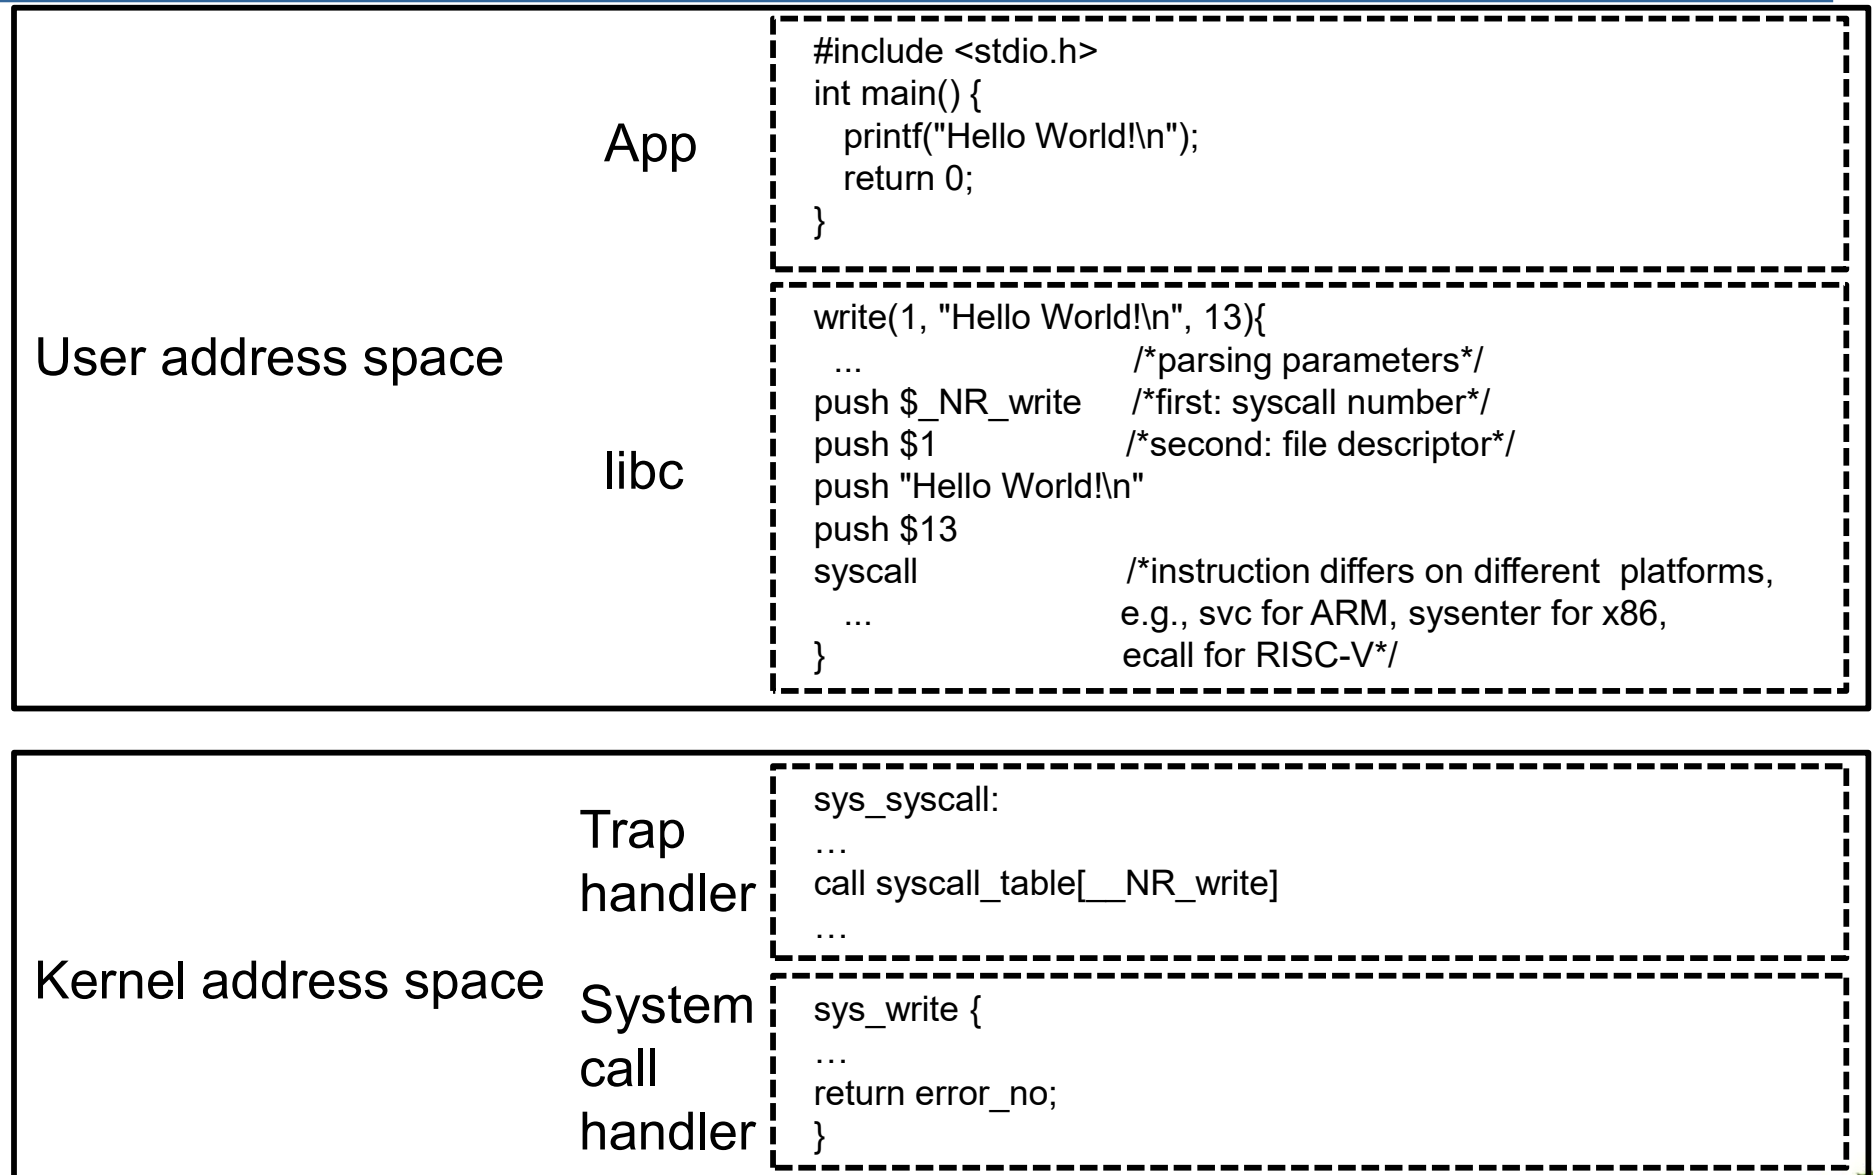 #include <stdio.h>
int main() {
printf("Hello World!\n");
return 0;
}
App
User address space
write(1, "Hello World!\n", 13){
... /*parsing parameters*/
push $_NR_write /*first: syscall number*/
push $1 /*second: file descriptor*/
push "Hello World!\n"
push $13
syscall /*instruction differs on different platforms,
... e.g., svc for ARM, sysenter for x86,
} ecall for RISC-V*/
libc
Kernel address space
Trap
handler
sys_syscall:
…
call syscall_table[__NR_write]
…
System
call
handler
sys_write {
…
return error_no;
}